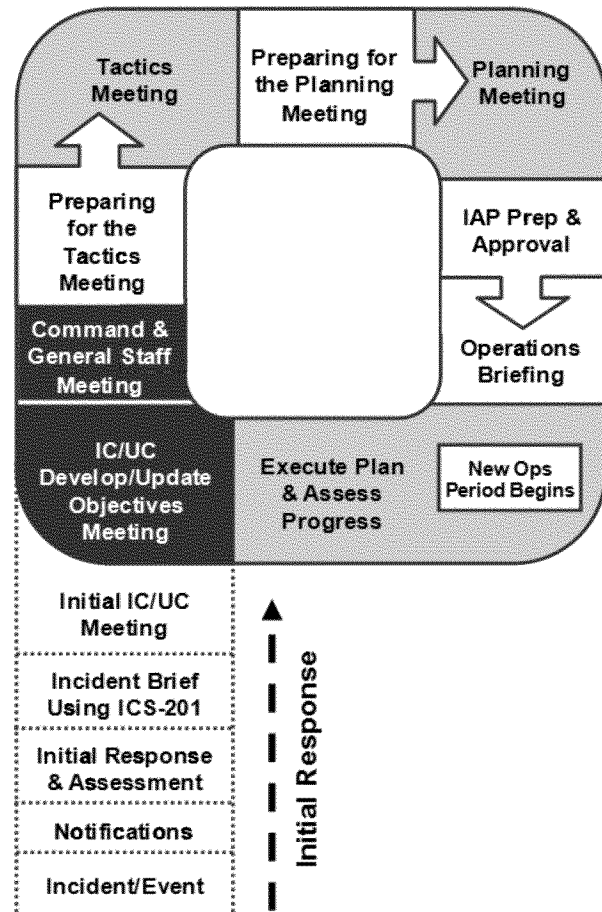 Tactics
Meeting
Preparing for
the Planning
Meeting
Planning
Meeting
Preparing
for the
Tactics
Meeting
IAP Prep &
Approval
Command &
General Staff
Meeting
Operations
Briefing
IC/UC
Develop/Update
Objectives
Meeting
Execute Plan
& Assess
Progress
New Ops
Period Begins
Initial IC/UC
Meeting
Incident Brief
Using ICS-201
Initial Response
& Assessment
Notifications
Incident/Event
Initial Response